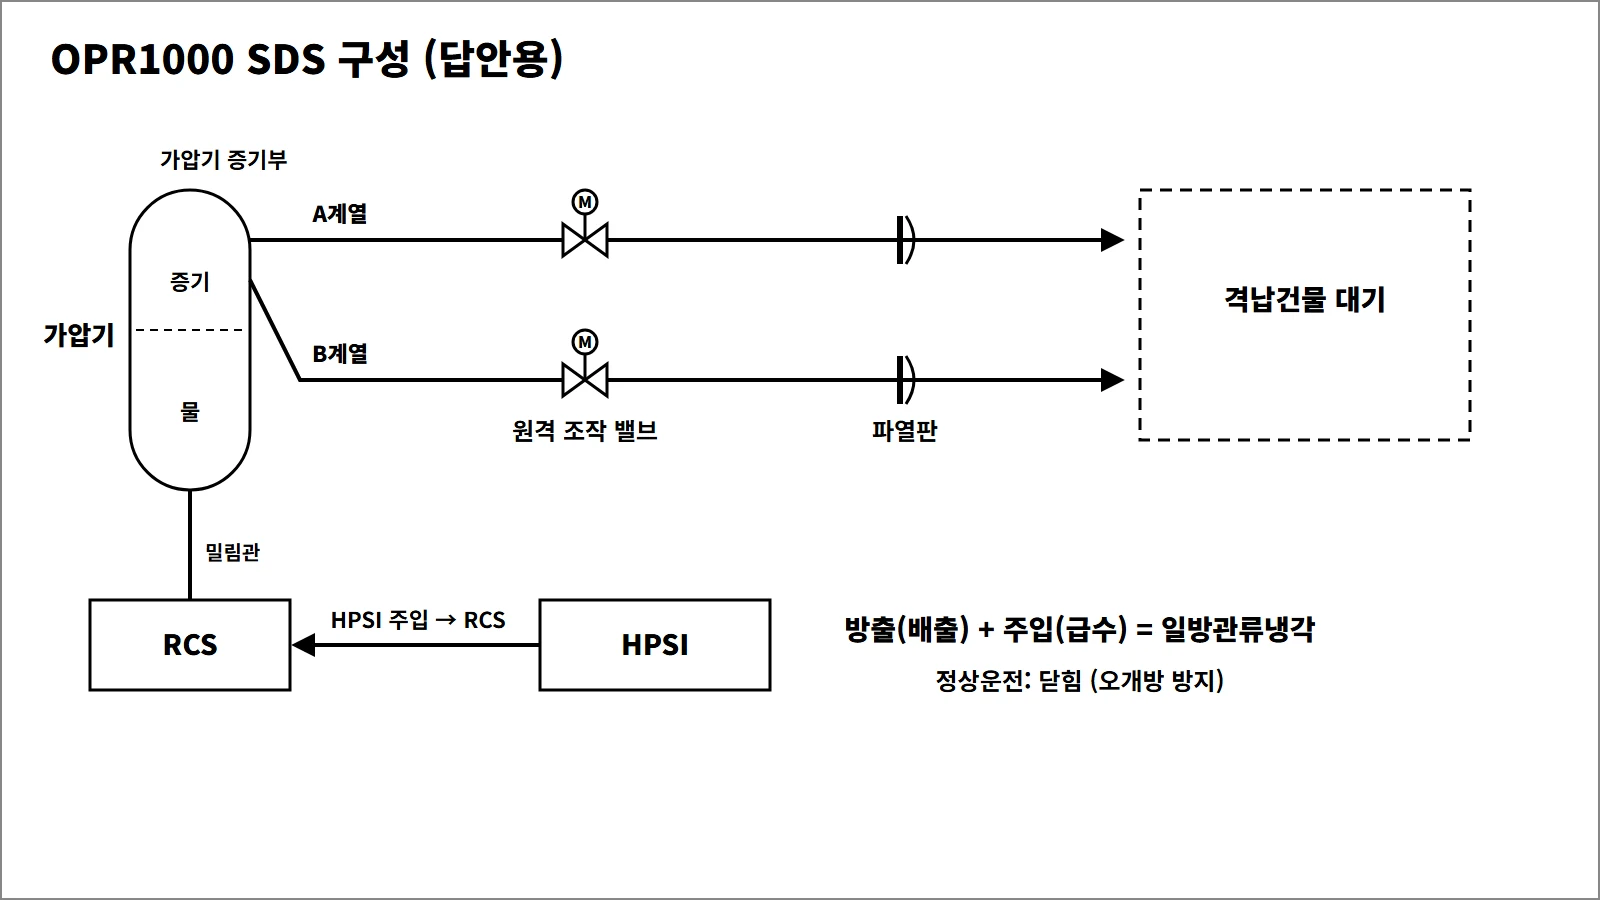 OPR1000 SDS 구성 (답안용)
가압기 증기부
A계열
M
증기
격납건물 대기
가압기
M
B계열
물
원격 조작 밸브
파열판
밀림관
HPSI 주입 → RCS
RCS
HPSI
방출(배출) + 주입(급수) = 일방관류냉각
정상운전: 닫힘 (오개방 방지)